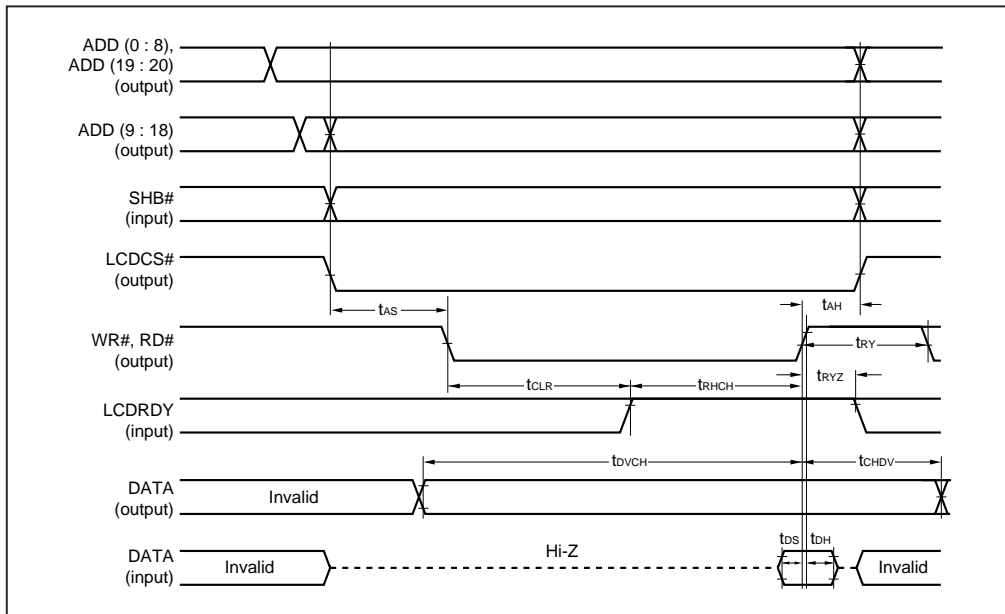 ADD (0 : 8),
ADD (19 : 20)
(output)
ADD (9 : 18)
(output)
SHB#
(input)
LCDCS#
(output)
tAS
tAH
WR#, RD#
(output)
tRY
tCLR
tRHCH
tRYZ
LCDRDY
(input)
tDVCH
tCHDV
DATA
(output)
Invalid
DATA
(input)
Invalid
Hi-Z
tDS
tDH
Invalid